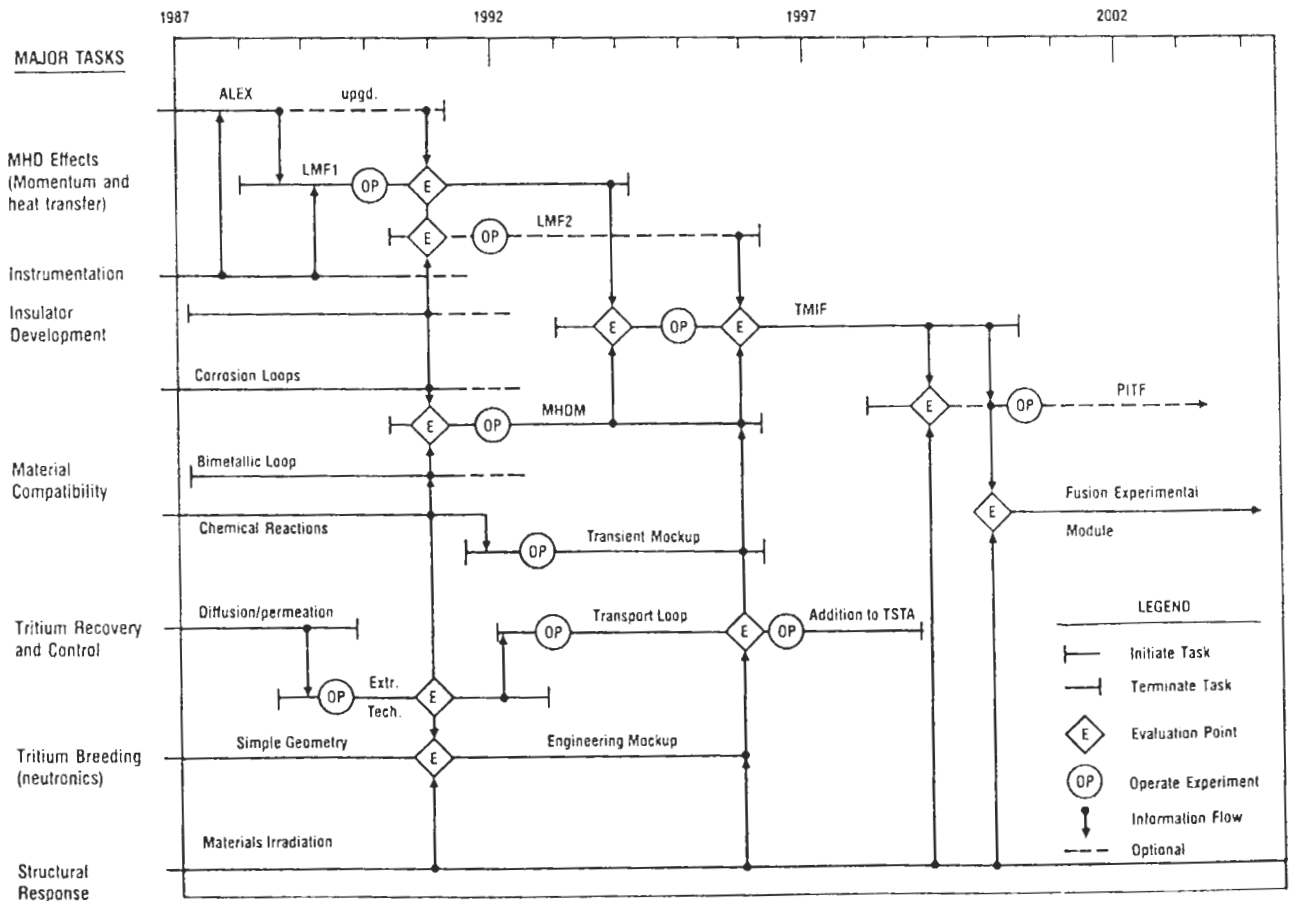 1987 1992 1997 2002
MAJOR TASKS
ALEX upgd.
MHD Effects
(Momentum and
heat transfer)
LMF1 OP E
E OP LMF2
Instrumentation
Insulator
Development
E OP E TMIF
Corrosion Loops
E OP PITF
E OP MHDM
Material
Compatibility
Bimetallic Loop
E Fusion Experimental
Module
Chemical Reactions
OP Transient Mockup
Tritium Recovery
and Control
Diffusion/permeation
OP Transport Loop E OP Addition to TSTA
OP Extr.
Tech. E
Tritium Breeding
(neutronics)
Simple Geometry E Engineering Mockup
Materials Irradiation
Structural
Response
LEGEND
Initiate Task
Terminate Task
E Evaluation Point
OP Operate Experiment
Information Flow
Optional